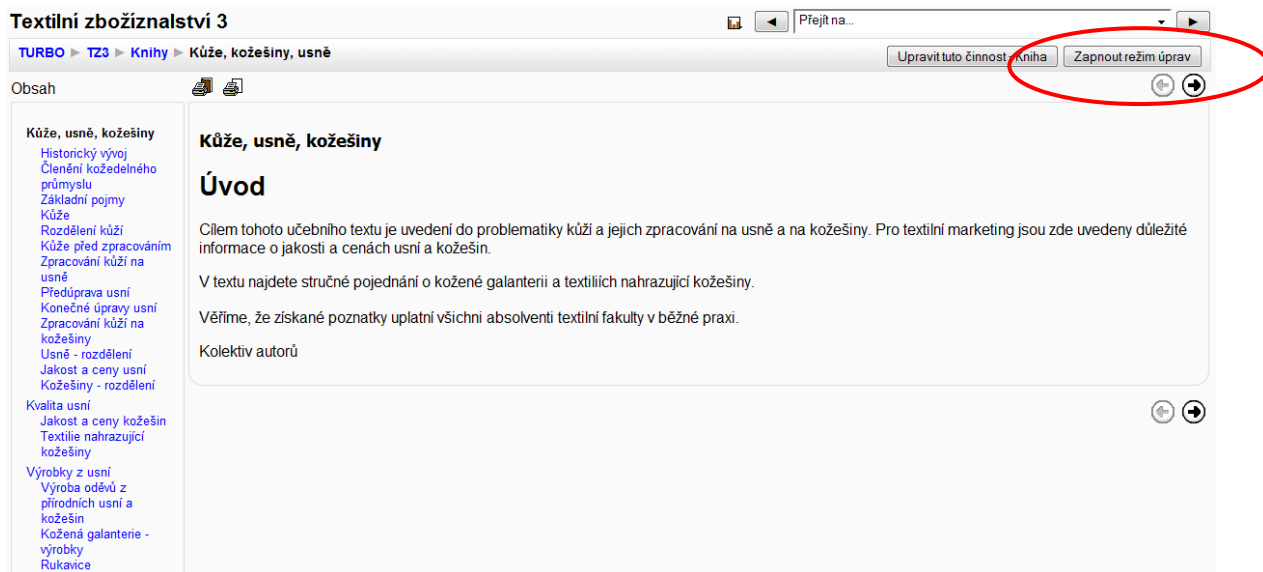 Textilní zbožíznalství 3
Přejít na...
TURBO ► TZ3 ► Knihy ► Kůže, kožešiny, usně
Upravit tuto činnost - Kniha
Zapnout režim úprav
Obsah
Kůže, usně, kožešiny
Historický vývoj
Členění kožedelného
průmyslu
Základní pojmy
Kůže
Rozdělení kůží
Kůže před zpracováním
Zpracování kůží na
usně
Předúprava usní
Konečné úpravy usní
Zpracování kůží na
kožešiny
Usně - rozdělení
Jakost a ceny usní
Kožešiny - rozdělení
Kvalita usní
Jakost a ceny kožešin
Textilie nahrazující
kožešiny
Výrobky z usní
Výroba oděvů z
přírodních usní a
kožešin
Kožená galanterie -
výrobky
Rukavice
Kůže, usně, kožešiny
Úvod
Cílem tohoto učebního textu je uvedení do problematiky kůží a jejich zpracování na usně a na kožešiny. Pro textilní marketing jsou zde uvedeny důležité
informace o jakosti a cenách usní a kožešin.
V textu najdete stručné pojednání o kožené galanterii a textiliích nahrazující kožešiny.
Věříme, že získané poznatky uplatní všichni absolventi textilní fakulty v běžné praxi.
Kolektiv autorů